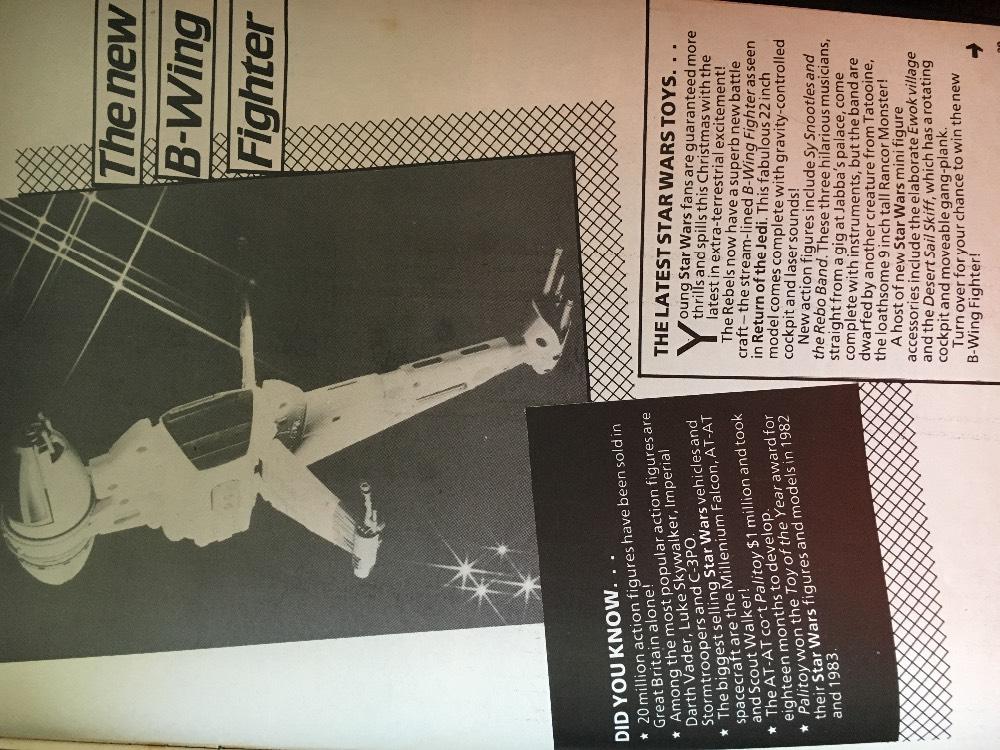 The new
B-Wing
Fighter
DID YOU KNOW. . .
★ 20 million action figures have been sold in
Great Britain alone!
★ Among the most popular action figures are
Darth Vader, Luke Skywalker, Imperial
Stormtroopers and C-3PO.
★ The biggest selling Star Wars vehicles and
spacecraft are the Millenium Falcon, AT-AT
and Scout Walker!
★ The AT-AT co t Palitoy $1 million and took
eighteen months to develop.
★ Palitoy won the Toy of the Year award for
their Star Wars figures and models in 1982
and 1983.
THE LATEST STAR WARS TOYS. . .
Young Star Wars fans are guaranteed more
thrills and spills this Christmas with the
latest in extra-terrestrial excitement!
The Rebels now have a superb new battle
craft – the stream-lined B-Wing Fighter as seen
in Return of the Jedi. This fabulous 22 inch
model comes complete with gravity-controlled
cockpit and laser sounds!
New action figures include Sy Snootles and
the Rebo Band. These three hilarious musicians,
straight from a gig at Jabba's palace, come
complete with instruments, but the band are
dwarfed by another creature from Tatooine,
the loathsome 9 inch tall Rancor Monster!
A host of new Star Wars mini figure
accessories include the elaborate Ewok village
and the Desert Sail Skiff, which has a rotating
cockpit and moveable gang-plank.
Turn over for your chance to win the new
B-Wing Fighter!